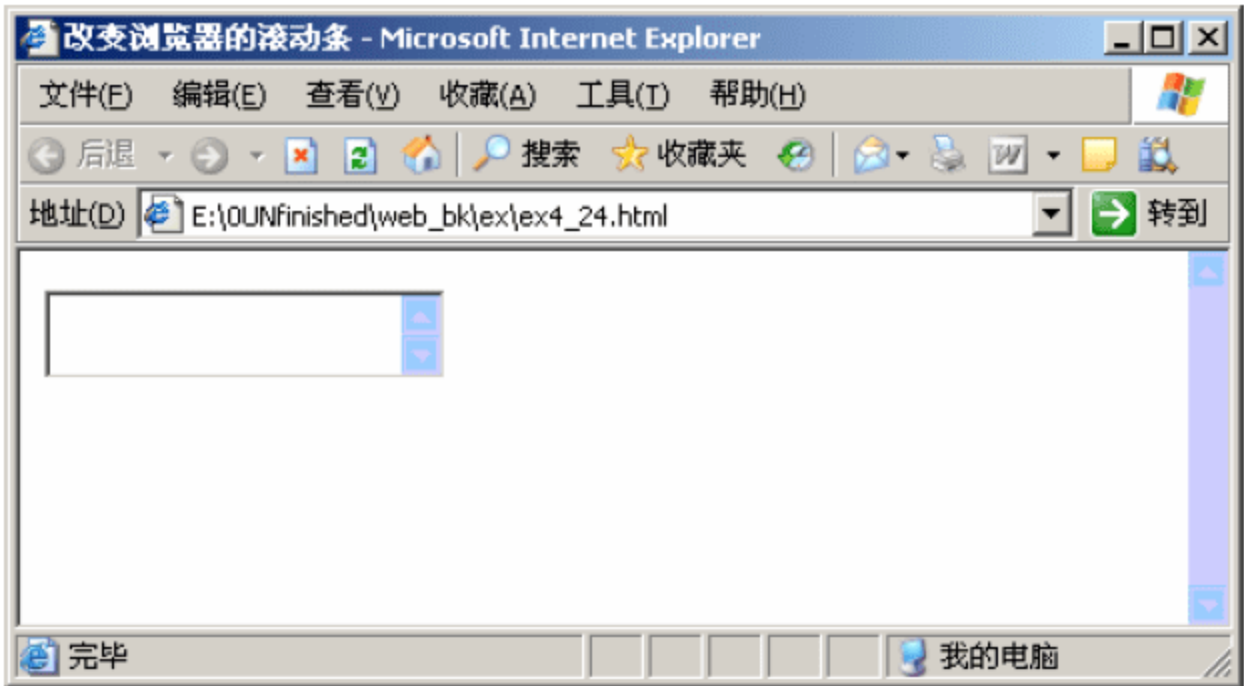 改变浏览器的滚动条 - Microsoft Internet Explorer
文件(F) 编辑(E) 查看(V) 收藏(A) 工具(T) 帮助(H)
后退 搜索 收藏夹 W
地址(D) E:\0UNfinished\web_bk\ex\ex4_24.html 转到
完毕 我的电脑